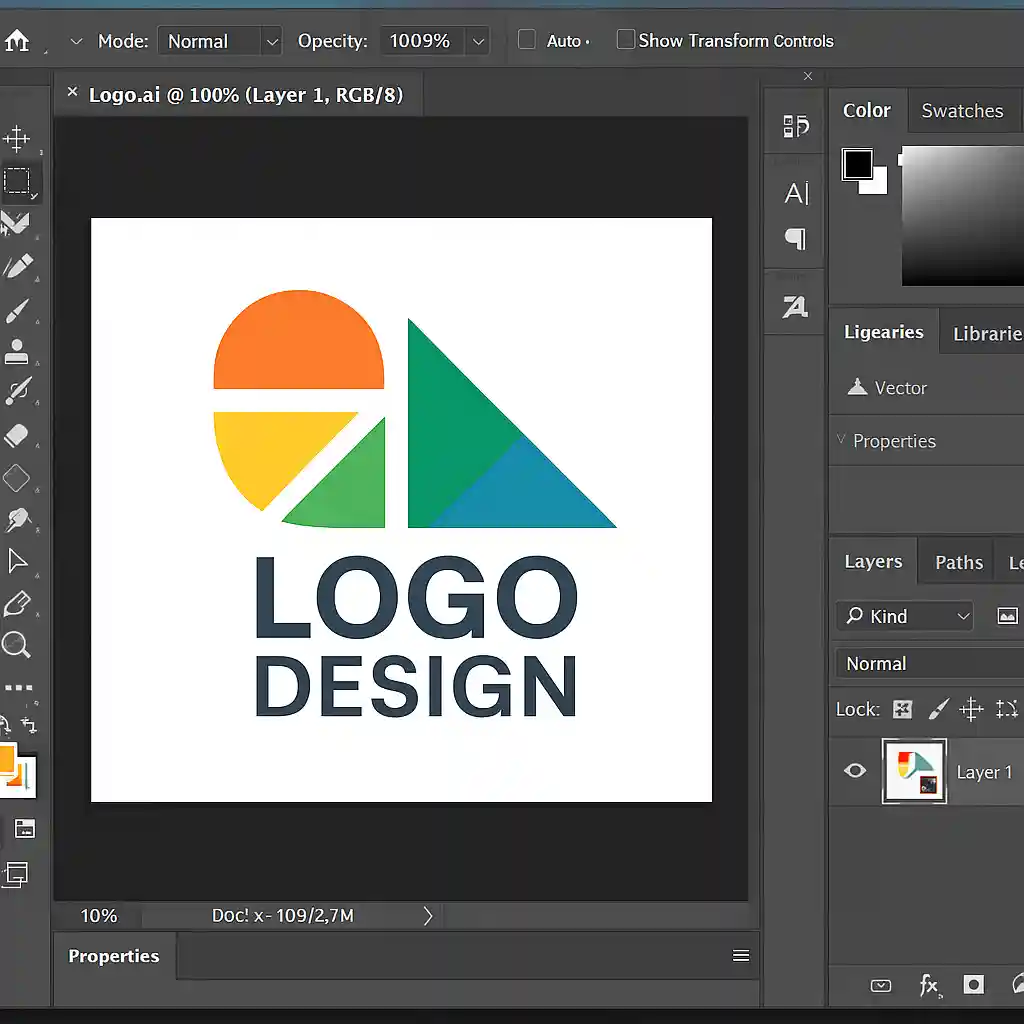 Mode: Normal Opecity: 1009% Auto Show Transform Controls
× Logo.ai @ 100% (Layer 1, RGB/8)
Color Swatches
A|
Ligearies Librarie
Vector
Properties
LOGO
DESIGN
Layers Paths Le
Kind
Normal
Lock:
Layer 1
10% Doc! x- 109/2,7M
Properties
fx